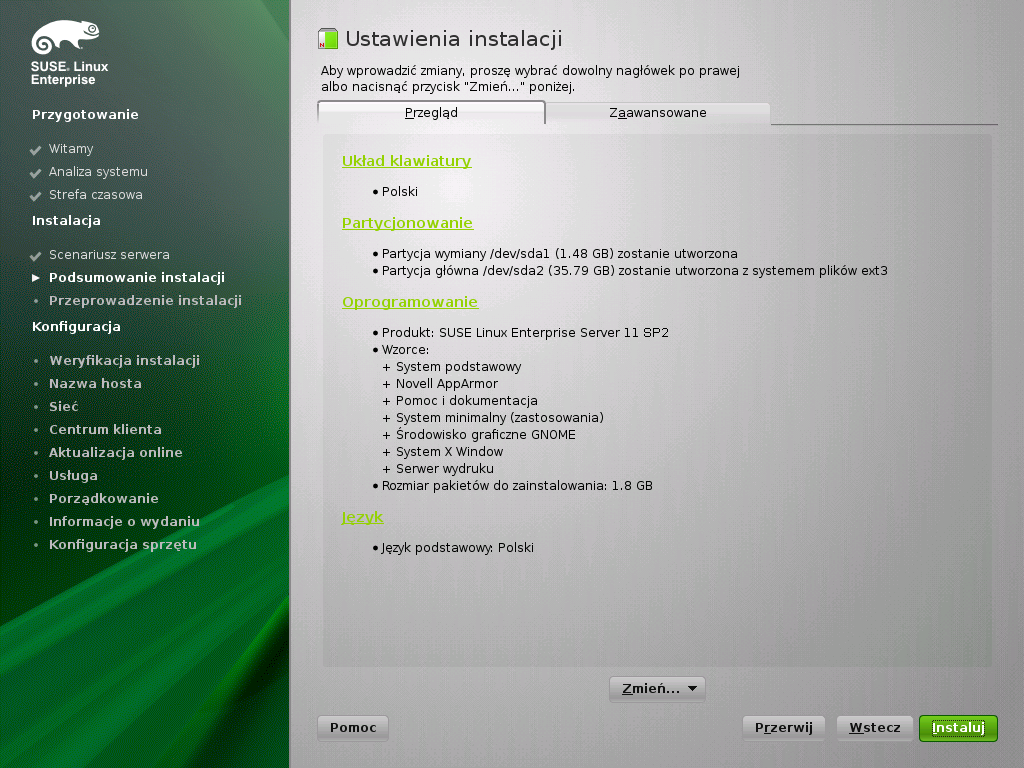 SUSE. Linux
Enterprise
Przygotowanie
Witamy
Analiza systemu
Strefa czasowa
Instalacja
Scenariusz serwera
Podsumowanie instalacji
Przeprowadzenie instalacji
Konfiguracja
Weryfikacja instalacji
Nazwa hosta
Sieć
Centrum klienta
Aktualizacja online
Usługa
Porządkowanie
Informacje o wydaniu
Konfiguracja sprzętu
Ustawienia instalacji
Aby wprowadzić zmiany, proszę wybrać dowolny nagłówek po prawej
albo nacisnąć przycisk "Zmień..." poniżej.
Przegląd Zaawansowane
Układ klawiatury
• Polski
Partycjonowanie
• Partycja wymiany /dev/sda1 (1.48 GB) zostanie utworzona
• Partycja główna /dev/sda2 (35.79 GB) zostanie utworzona z systemem plików ext3
Oprogramowanie
• Produkt: SUSE Linux Enterprise Server 11 SP2
• Wzorce:
+ System podstawowy
+ Novell AppArmor
+ Pomoc i dokumentacja
+ System minimalny (zastosowania)
+ Środowisko graficzne GNOME
+ System X Window
+ Serwer wydruku
• Rozmiar pakietów do zainstalowania: 1.8 GB
Język
• Język podstawowy: Polski
Zmień...
Pomoc Przerwij Wstecz Instaluj